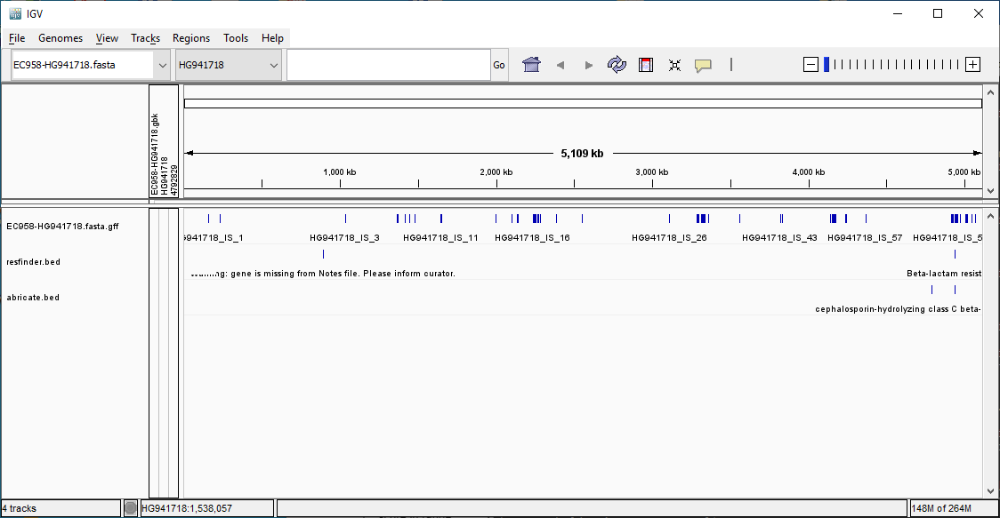 IGV
File Genomes View Tracks Regions Tools Help
EC958-HG941718.fasta HG941718 Go
EC958-HG941718.gbk
HG941718
4792829
5,109 kb
1,000 kb 2,000 kb 3,000 kb 4,000 kb 5,000 kb
EC958-HG941718.fasta.gff
HG941718_IS_1 HG941718_IS_3 HG941718_IS_11 HG941718_IS_16 HG941718_IS_26 HG941718_IS_43 HG941718_IS_57 HG941718_IS_5
resfinder.bed
gene is missing from Notes file. Please inform curator. Beta-lactam resist
abricate.bed
cephalosporin-hydrolyzing class C beta-
4 tracks HG941718:1,538,057 148M of 264M